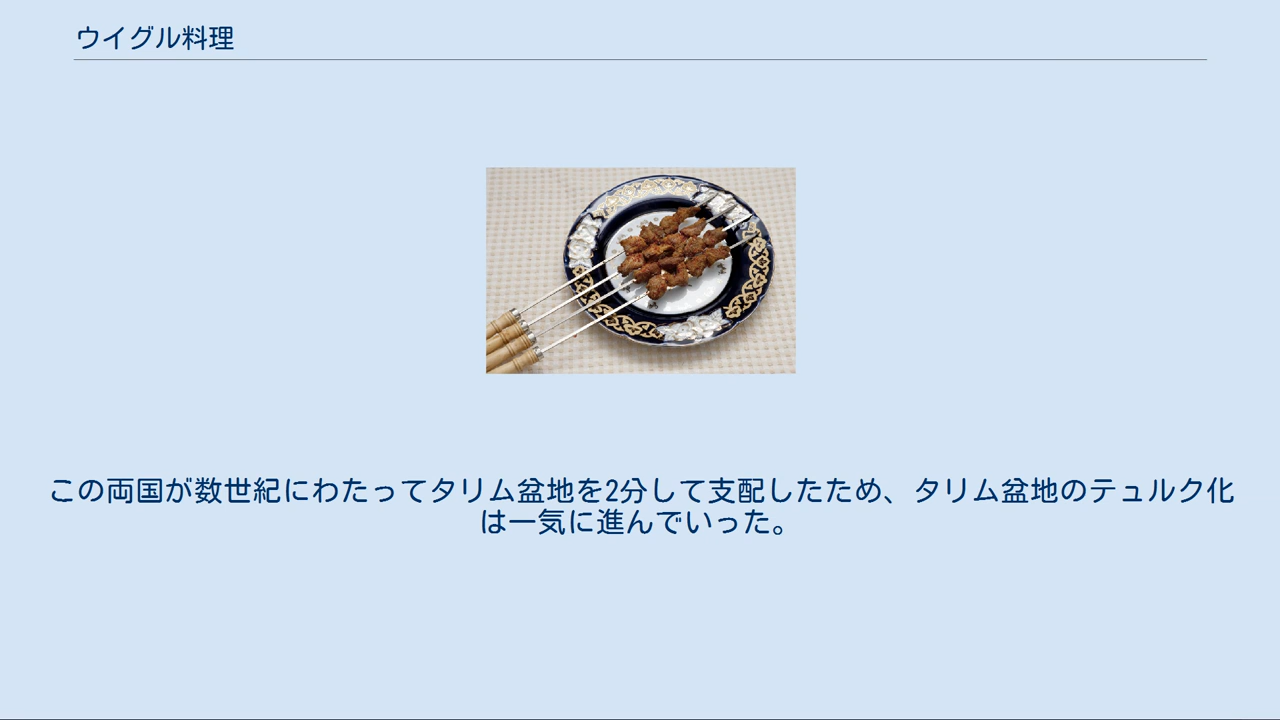 ウイグル料理
この両国が数世紀にわたってタリム盆地を2分して支配したため、タリム盆地のテュルク化
は一気に進んでいった。